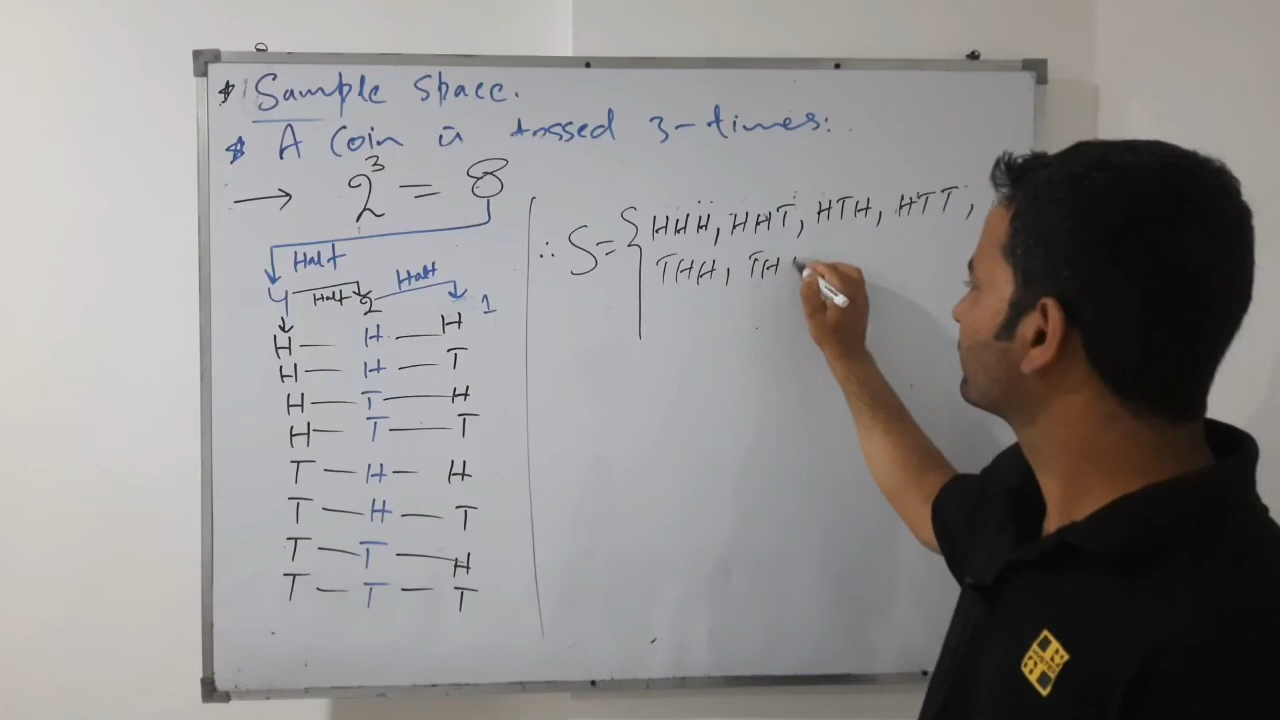 * Sample space.
* A Coin is tossed 3-times:
→ 2³ = 8
Half
4 Half 2 Half 1
H — H — H
H — H — T
H — T — H
H — T — T
T — H — H
T — H — T
T — T — H
T — T — T
∴ S = { HHH, HHT, HTH, HTT,
THH, TH